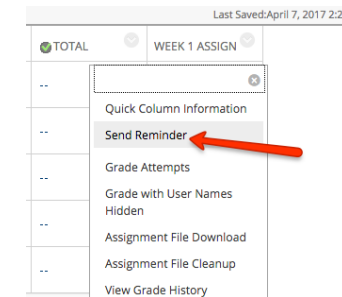 Last Saved:April 7, 2017 2:2
TOTAL
WEEK 1 ASSIGN
--
Quick Column Information
--
Send Reminder
Grade Attempts
--
Grade with User Names
Hidden
--
Assignment File Download
Assignment File Cleanup
--
View Grade History